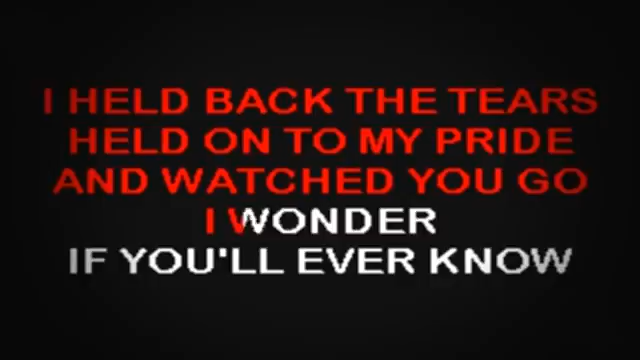 I HELD BACK THE TEARS
HELD ON TO MY PRIDE
AND WATCHED YOU GO
I WONDER
IF YOU'LL EVER KNOW